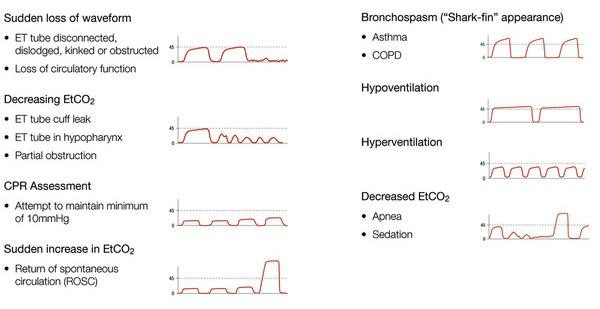 Sudden loss of waveform
• ET tube disconnected,
dislodged, kinked or obstructed
• Loss of circulatory function
45
0
Decreasing EtCO2
• ET tube cuff leak
• ET tube in hypopharynx
• Partial obstruction
45
0
CPR Assessment
• Attempt to maintain minimum
of 10mmHg
45
0
Sudden increase in EtCO2
• Return of spontaneous
circulation (ROSC)
45
0
Bronchospasm (“Shark-fin” appearance)
• Asthma
• COPD
45
0
Hypoventilation
45
0
Hyperventilation
45
0
Decreased EtCO2
• Apnea
• Sedation
45
0